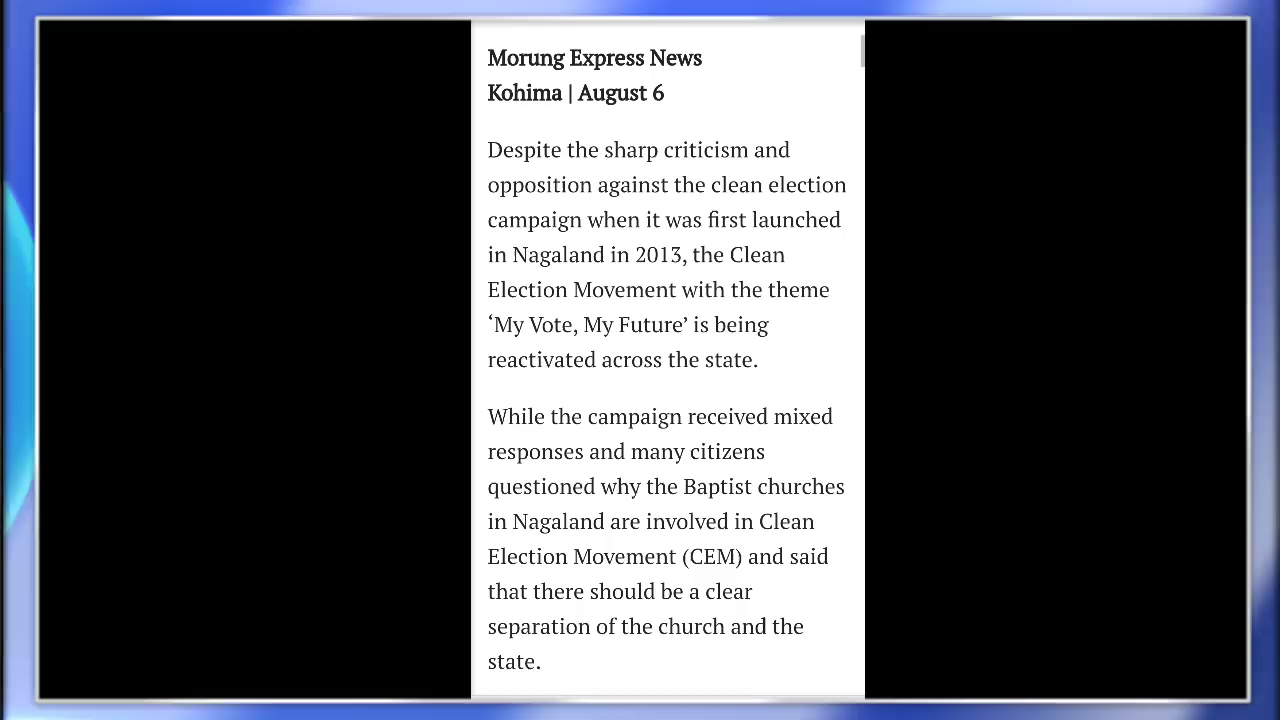 Morung Express News
Kohima | August 6
Despite the sharp criticism and
opposition against the clean election
campaign when it was first launched
in Nagaland in 2013, the Clean
Election Movement with the theme
‘My Vote, My Future’ is being
reactivated across the state.
While the campaign received mixed
responses and many citizens
questioned why the Baptist churches
in Nagaland are involved in Clean
Election Movement (CEM) and said
that there should be a clear
separation of the church and the
state.